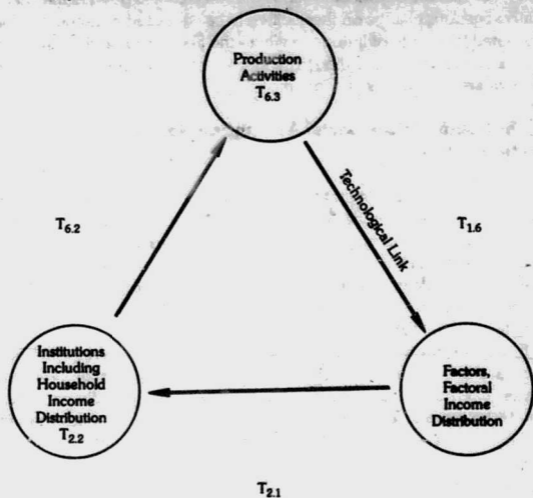 Production
Activities
T6.3
Technological Link
T6.2
T1.6
Institutions
Including
Household
Income
Distribution
T2.2
Factors,
Factoral
Income
Distribution
T2.1